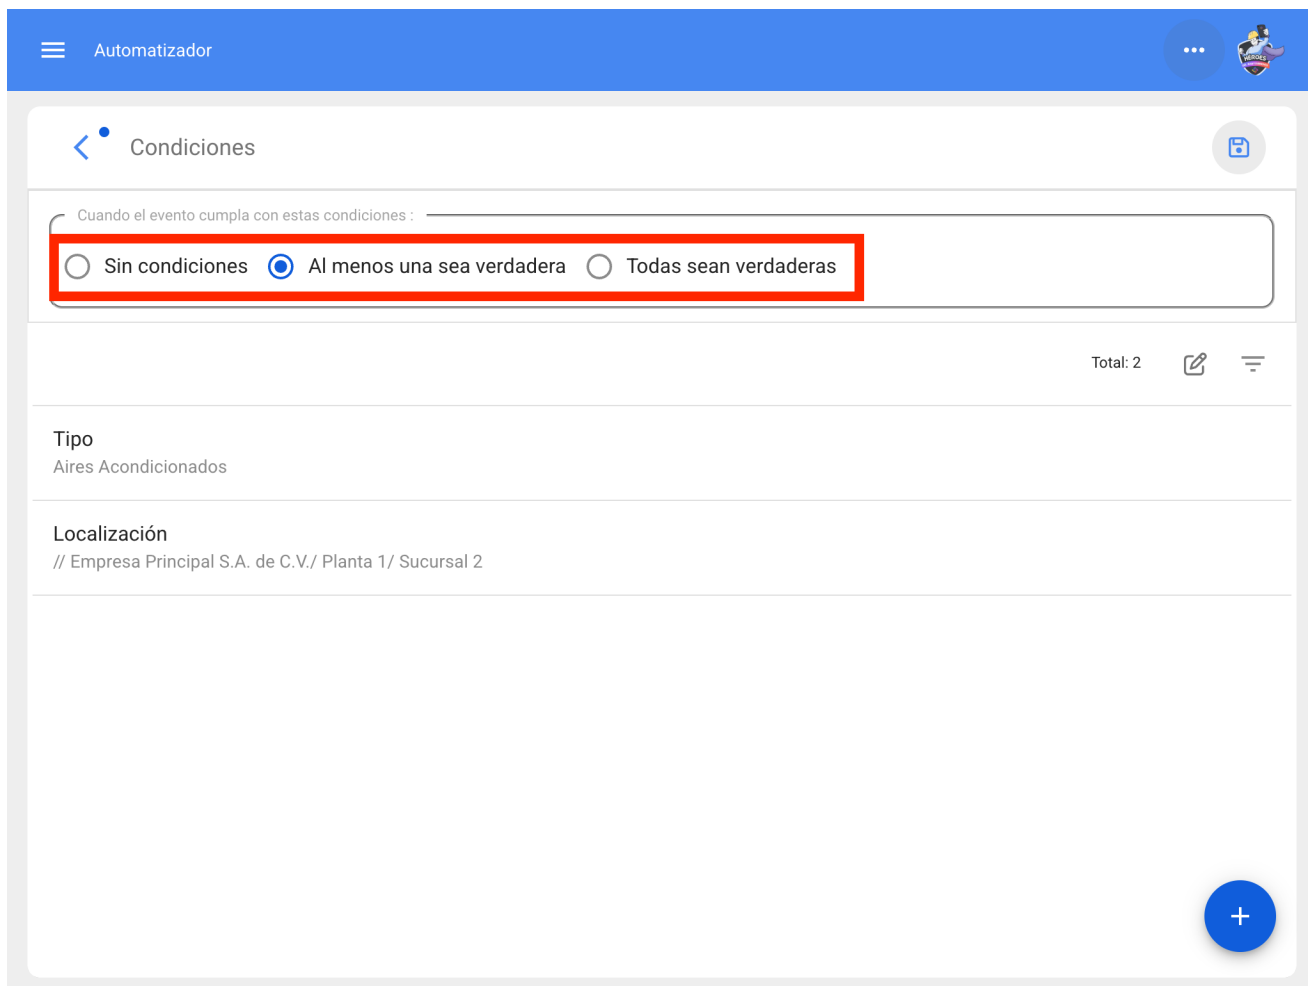 Automatizador
HEROES
Condiciones
Cuando el evento cumpla con estas condiciones :
Sin condiciones Al menos una sea verdadera Todas sean verdaderas
Total: 2
Tipo
Aires Acondicionados
Localización
// Empresa Principal S.A. de C.V./ Planta 1/ Sucursal 2